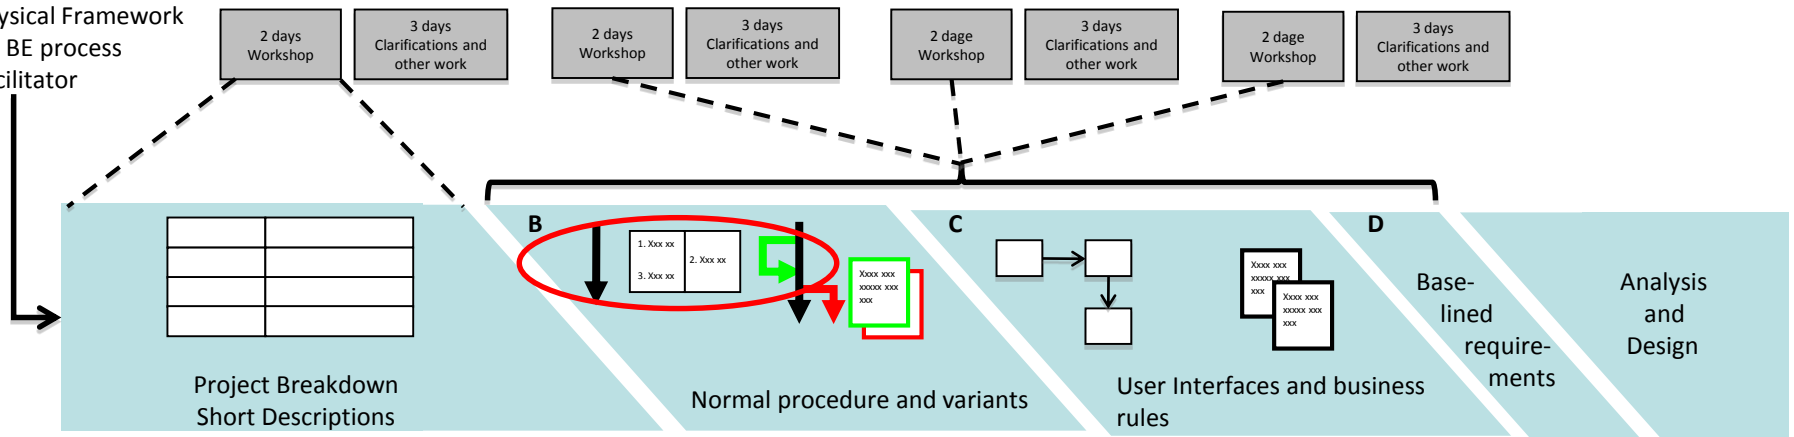 ysical Framework
BE process
cilitator
2 days
Workshop
3 days
Clarifications and
other work
2 days
Workshop
3 days
Clarifications and
other work
2 dage
Workshop
3 days
Clarifications and
other work
2 dage
Workshop
3 days
Clarifications and
other work
B
1. Xxx xx
2. Xxx xx
3. Xxx xx
Xxxx xxx
xxxxx xxx
xxx
C
Xxxx xxx
xxxxx xxx
xxx
Xxxx xxx
xxxxx xxx
xxx
D
Project Breakdown
Short Descriptions
Normal procedure and variants
User Interfaces and business
rules
Base-
lined
require-
ments
Analysis
and
Design